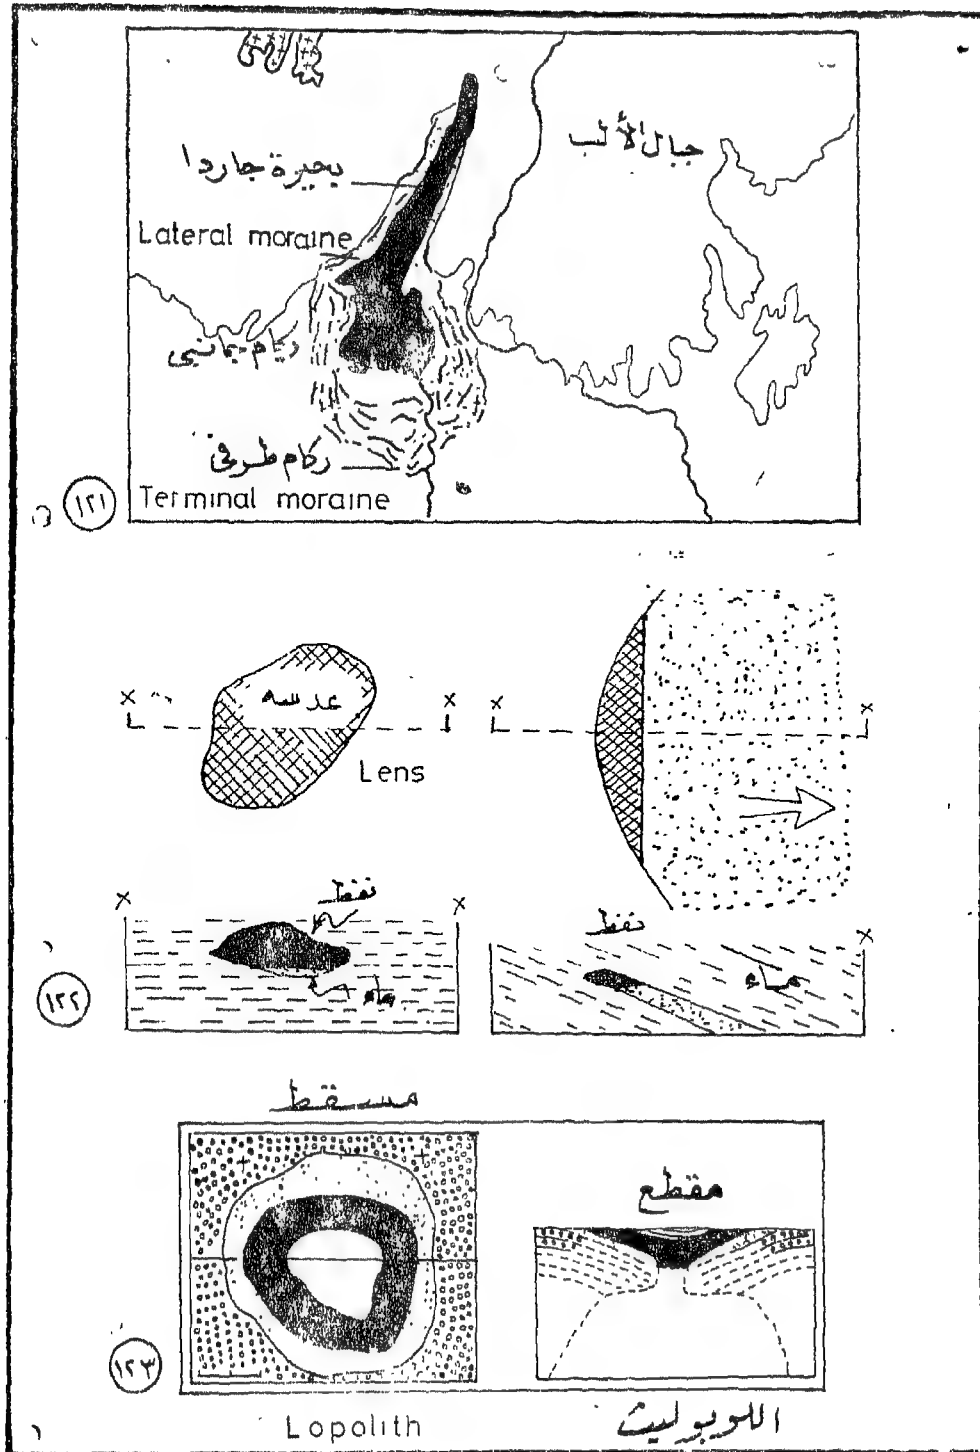 جبال الألب
بحيرة جاردا
Lateral moraine
ركام جانبي
ركام طرفي
Terminal moraine
١٢١
x x x x
عدسه
Lens
x نفط x نفط x
ماء ماء
١٢٢
مسقط
مقطع
١٢٣
Lopolith اللوبوليث